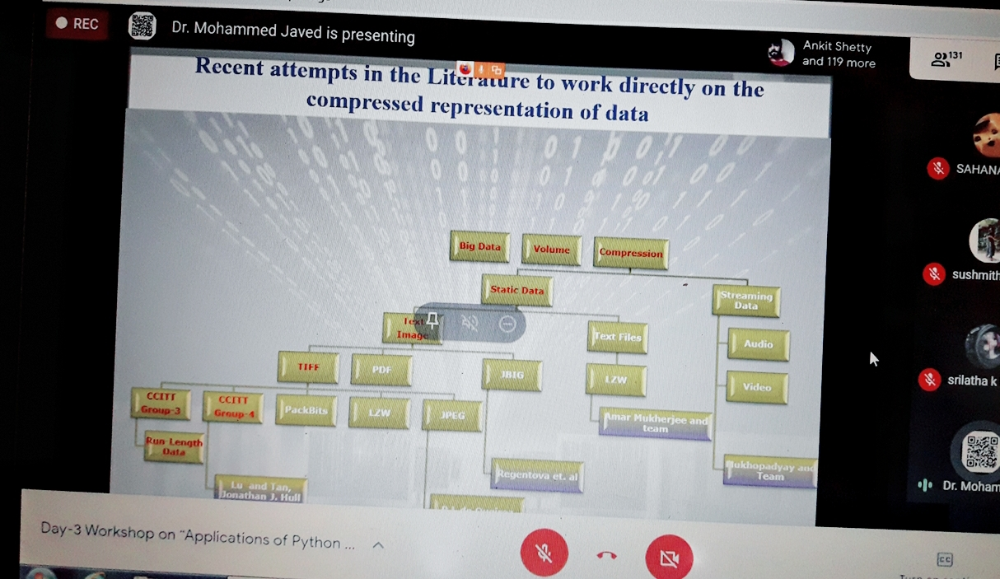 REC
Dr. Mohammed Javed is presenting
Ankit Shetty
and 119 more
131
Recent attempts in the Literature to work directly on the
compressed representation of data
Big Data
Volume
Compression
Static Data
Streaming
Data
Text
Image
Text Files
Audio
TIFF
PDF
JBIG
LZW
Video
CCITT
Group-3
CCITT
Group-4
PackBits
LZW
JPEG
Amar Mukherjee and
team
Run Length
Data
Regentova et. al
Mukhopadyay and
Team
Lu and Tan,
Jonathan J. Hull
SAHANA
sushmith
srilatha k
Dr. Moham
Day-3 Workshop on "Applications of Python ...
CC